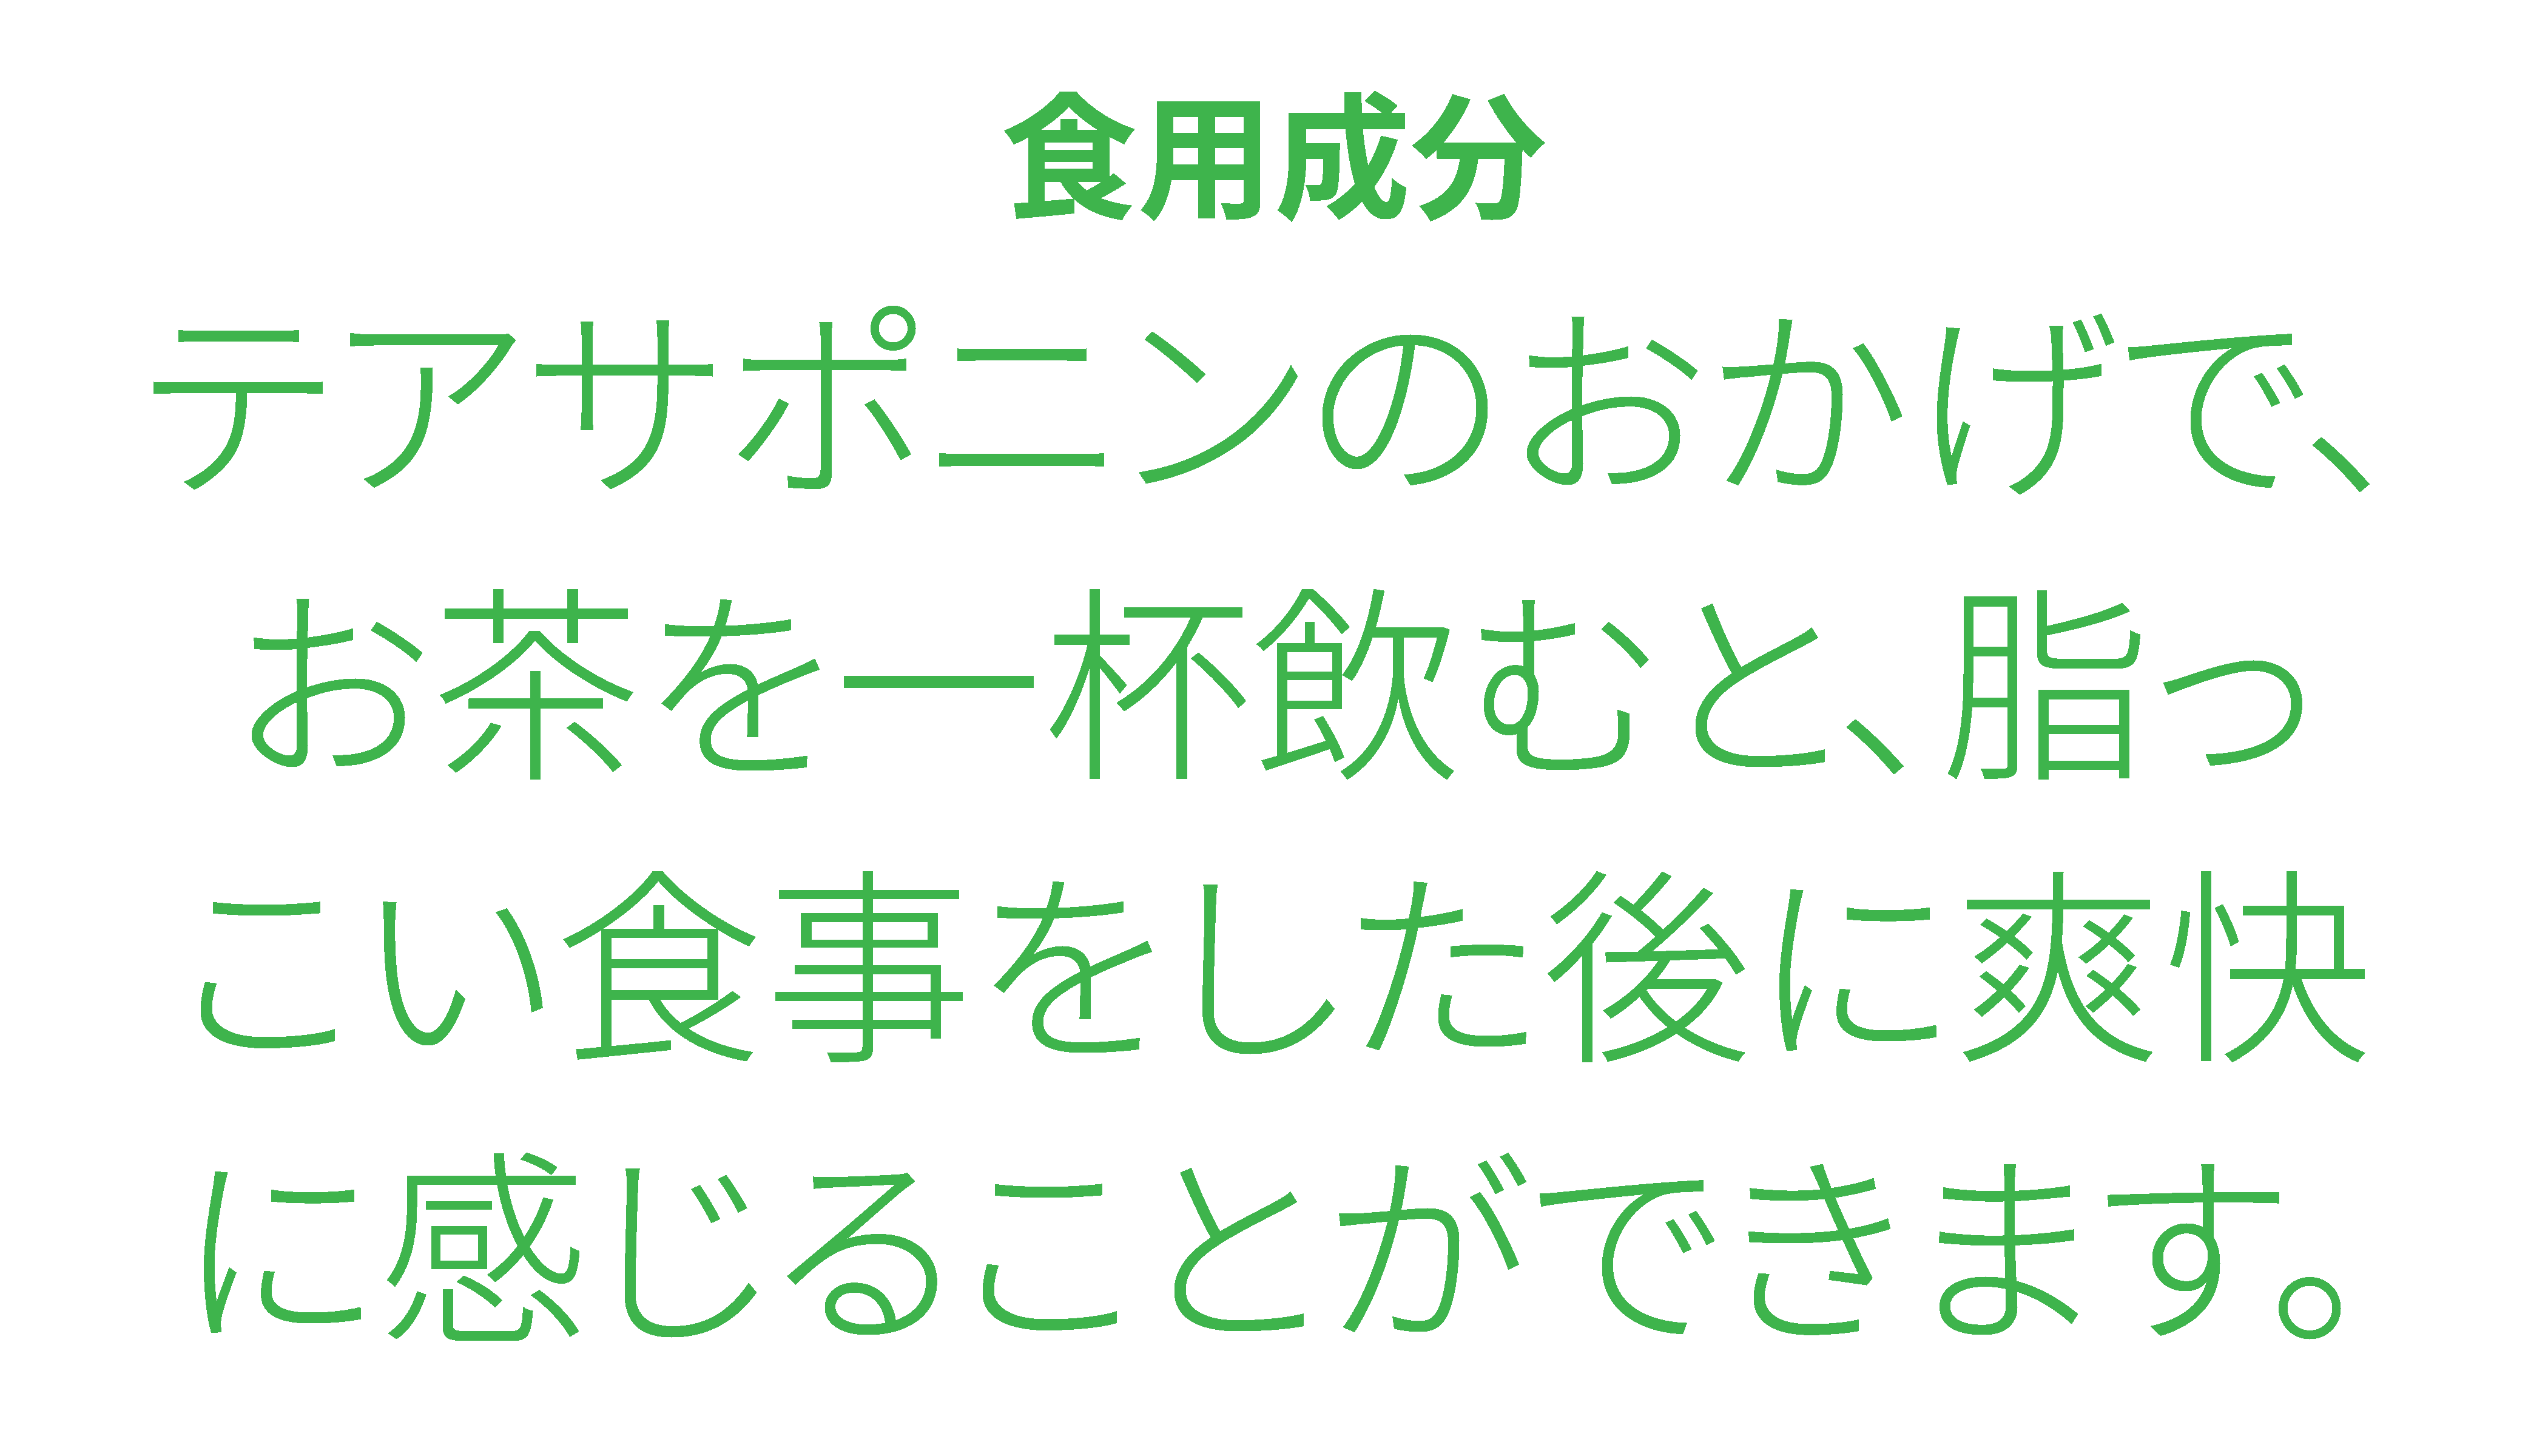 食用成分
テアサポニンのおかげで、
お茶を一杯飲むと、脂っ
こい食事をした後に爽快
に感じることができます。